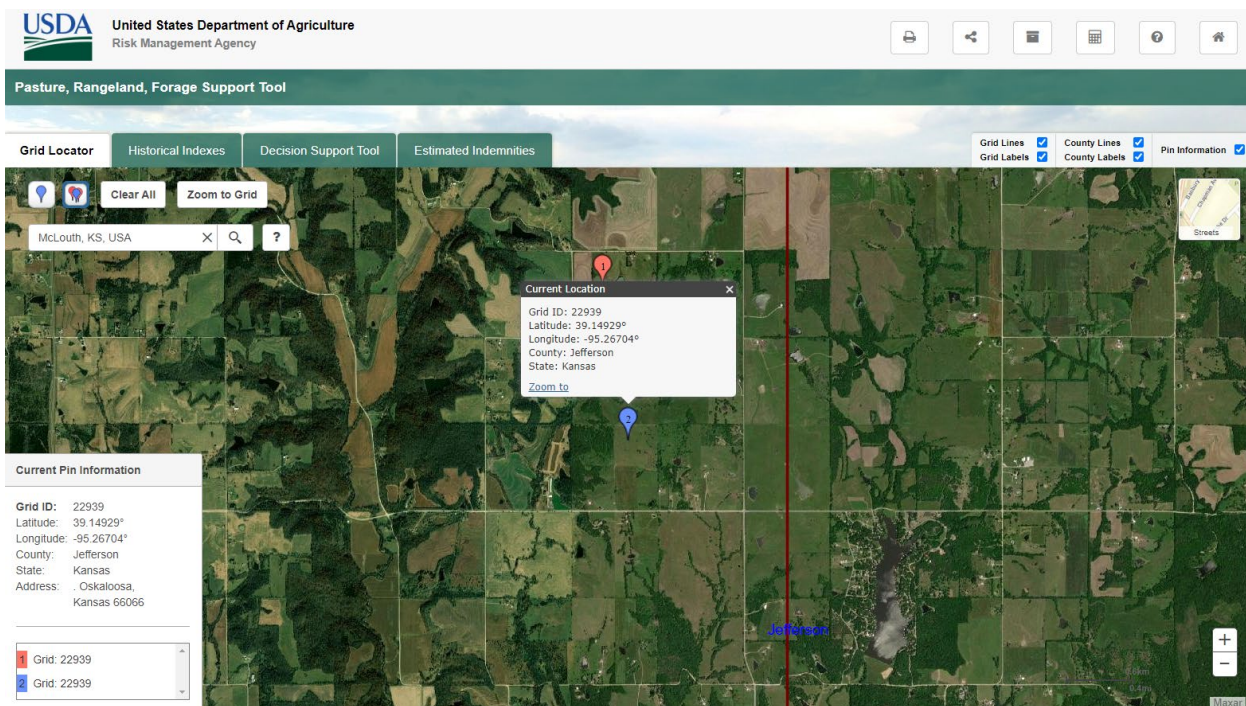 USDA
United States Department of Agriculture
Risk Management Agency
Pasture, Rangeland, Forage Support Tool
Grid Locator
Historical Indexes
Decision Support Tool
Estimated Indemnities
Grid Lines
Grid Labels
County Lines
County Labels
Pin Information
Clear All
Zoom to Grid
McLouth, KS, USA
?
Streets
1
Current Location
Grid ID: 22939
Latitude: 39.14929°
Longitude: -95.26704°
County: Jefferson
State: Kansas
Zoom to
2
Current Pin Information
Grid ID: 22939
Latitude: 39.14929°
Longitude: -95.26704°
County: Jefferson
State: Kansas
Address: . Oskaloosa,
Kansas 66066
1 Grid: 22939
2 Grid: 22939
Jefferson
+
−
0.4mi
Maxar